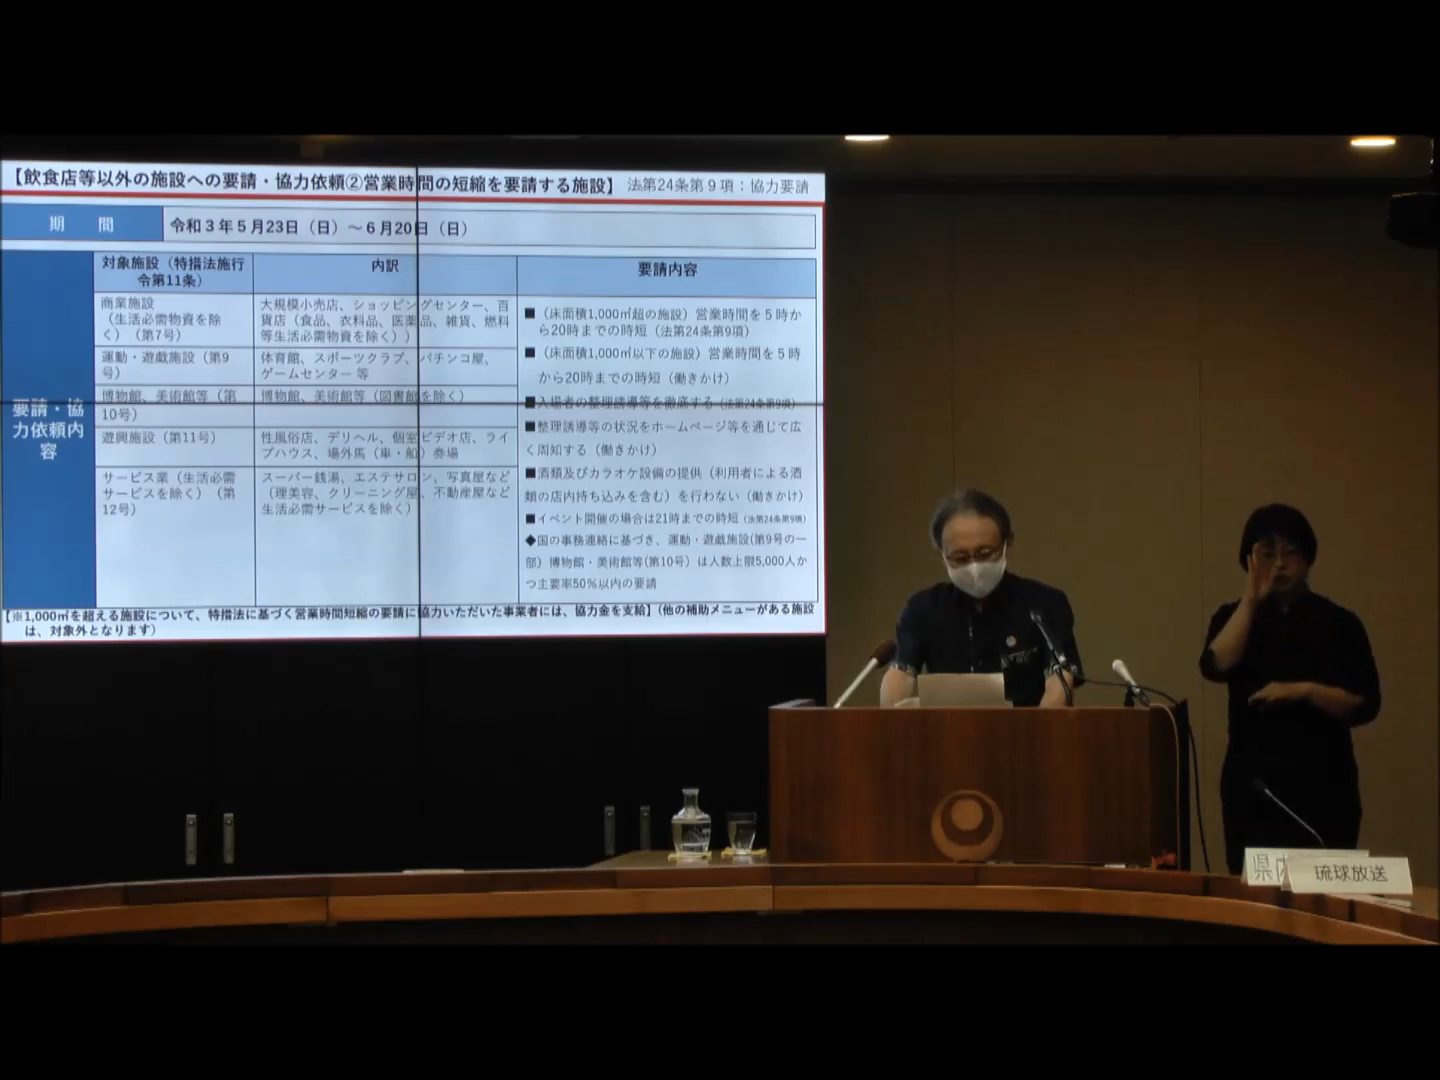 【飲食店等以外の施設への要請・協力依頼②営業時間の短縮を要請する施設】 法第24条第９項：協力要請
期　間
令和３年５月23日（日）～６月20日（日）
要請・協
力依頼内
容
対象施設（特措法施行
令第11条）
内訳
要請内容
商業施設
（生活必需物資を除
く）（第7号）
大規模小売店、ショッピングセンター、百
貨店（食品、衣料品、医薬品、雑貨、燃料
等生活必需物資を除く））
運動・遊戯施設（第9
号）
体育館、スポーツクラブ、パチンコ屋、
ゲームセンター 等
博物館、美術館等（第
10号）
博物館、美術館等（図書館を除く）
遊興施設（第11号）
性風俗店、デリヘル、個室ビデオ店、ライ
ブハウス、場外馬（車・船）券場
サービス業（生活必需
サービスを除く）（第
12号）
スーパー銭湯、エステサロン、写真屋など
（理美容、クリーニング屋、不動産屋など
生活必需サービスを除く）
■（床面積1,000㎡超の施設）営業時間を５時か
ら20時までの時短（法第24条第9項）
■（床面積1,000㎡以下の施設）営業時間を５時
から20時までの時短（働きかけ）
■入場者の整理誘導等を徹底する（法第24条第9項）
■整理誘導等の状況をホームページ等を通じて広
く周知する（働きかけ）
■酒類及びカラオケ設備の提供（利用者による酒
類の店内持ち込みを含む）を行わない（働きかけ）
■イベント開催の場合は21時までの時短（法第24条第9項）
◆国の事務連絡に基づき、運動・遊戯施設(第9号の一
部）博物館・美術館等(第10号）は人数上限5,000人か
つ主要率50％以内の要請
【※1,000㎡を超える施設について、特措法に基づく営業時間短縮の要請に協力いただいた事業者には、協力金を支給】（他の補助メニューがある施設
は、対象外となります）
県内
琉球放送